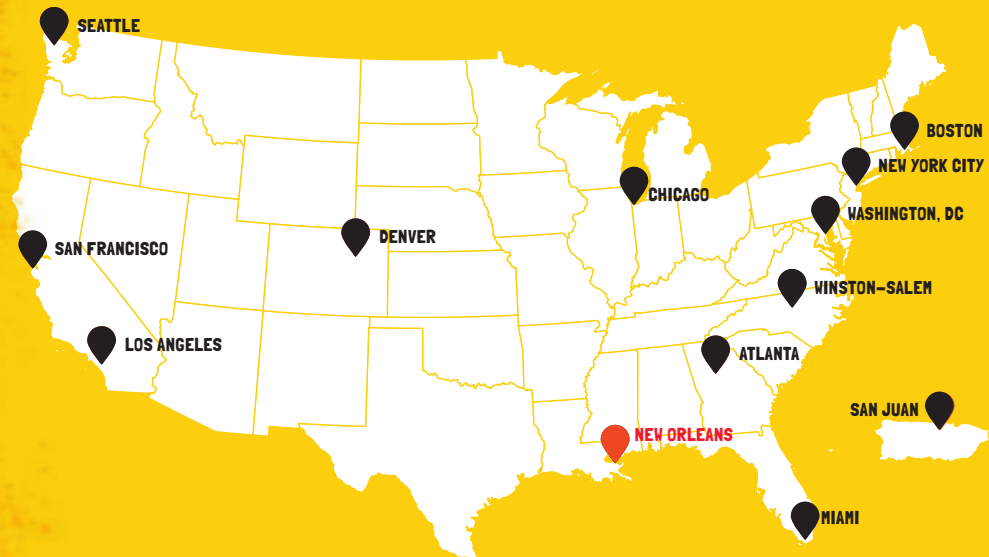 SEATTLE
BOSTON
NEW YORK CITY
CHICAGO
WASHINGTON, DC
DENVER
SAN FRANCISCO
WINSTON-SALEM
LOS ANGELES
ATLANTA
SAN JUAN
NEW ORLEANS
MIAMI